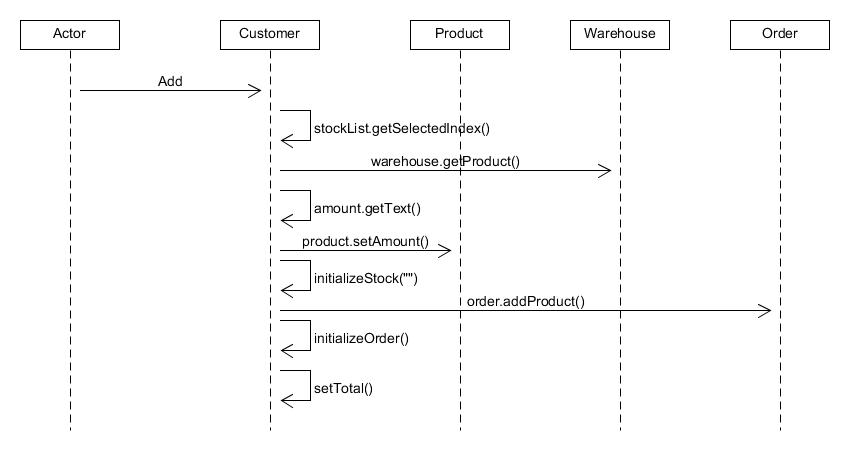 Actor
Customer
Product
Warehouse
Order
Add
stockList.getSelectedIndex()
warehouse.getProduct()
amount.getText()
product.setAmount()
initializeStock("")
order.addProduct()
initializeOrder()
setTotal()